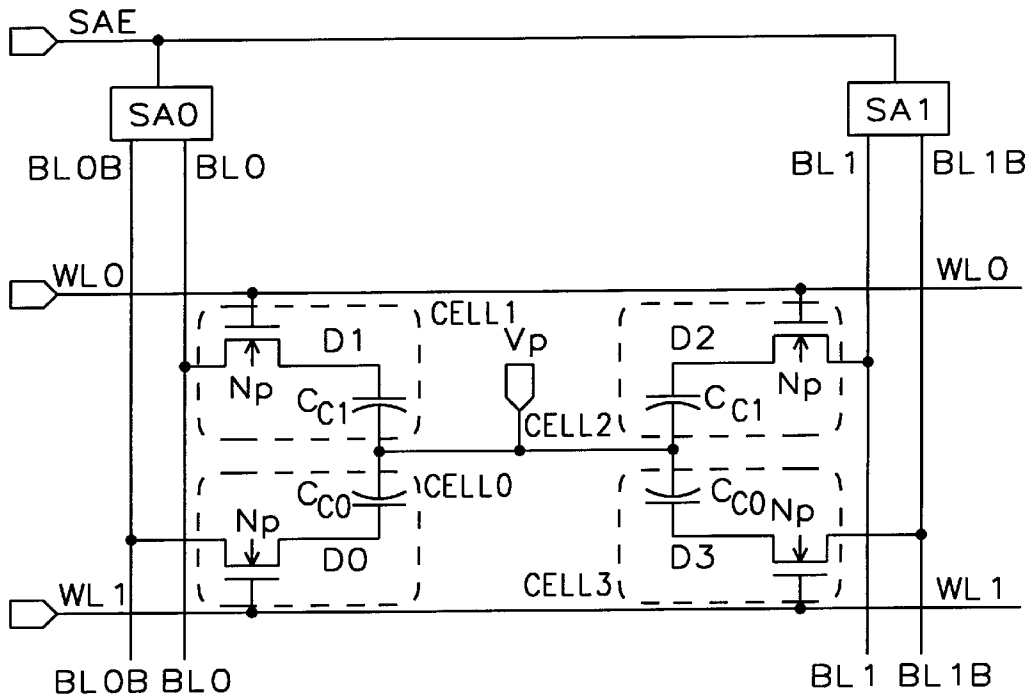 SAE
SA0
SA1
BL0B
BL0
BL1
BL1B
WL0
WL0
CELL1
D1
Vp
D2
Np
Np
CC1
CELL2
CC1
CC0
CELL0
CC0
Np
Np
D0
D3
CELL3
WL1
WL1
BL0B
BL0
BL1
BL1B